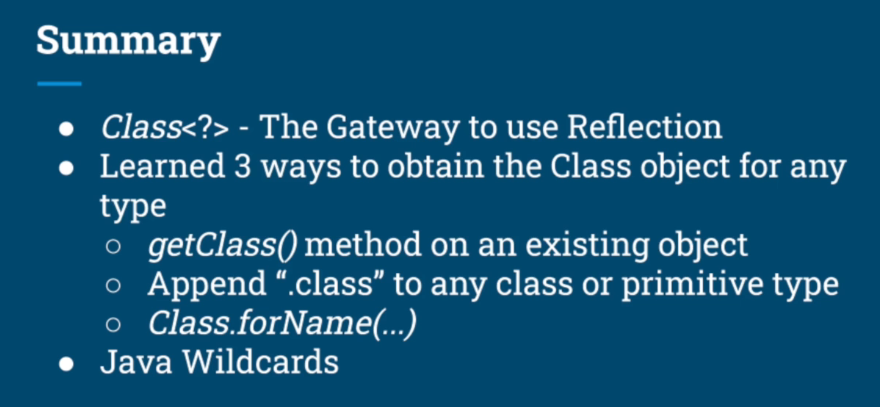 Summary
● Class<?> - The Gateway to use Reflection
● Learned 3 ways to obtain the Class object for any
type
○ getClass() method on an existing object
○ Append “.class” to any class or primitive type
○ Class.forName(...)
● Java Wildcards